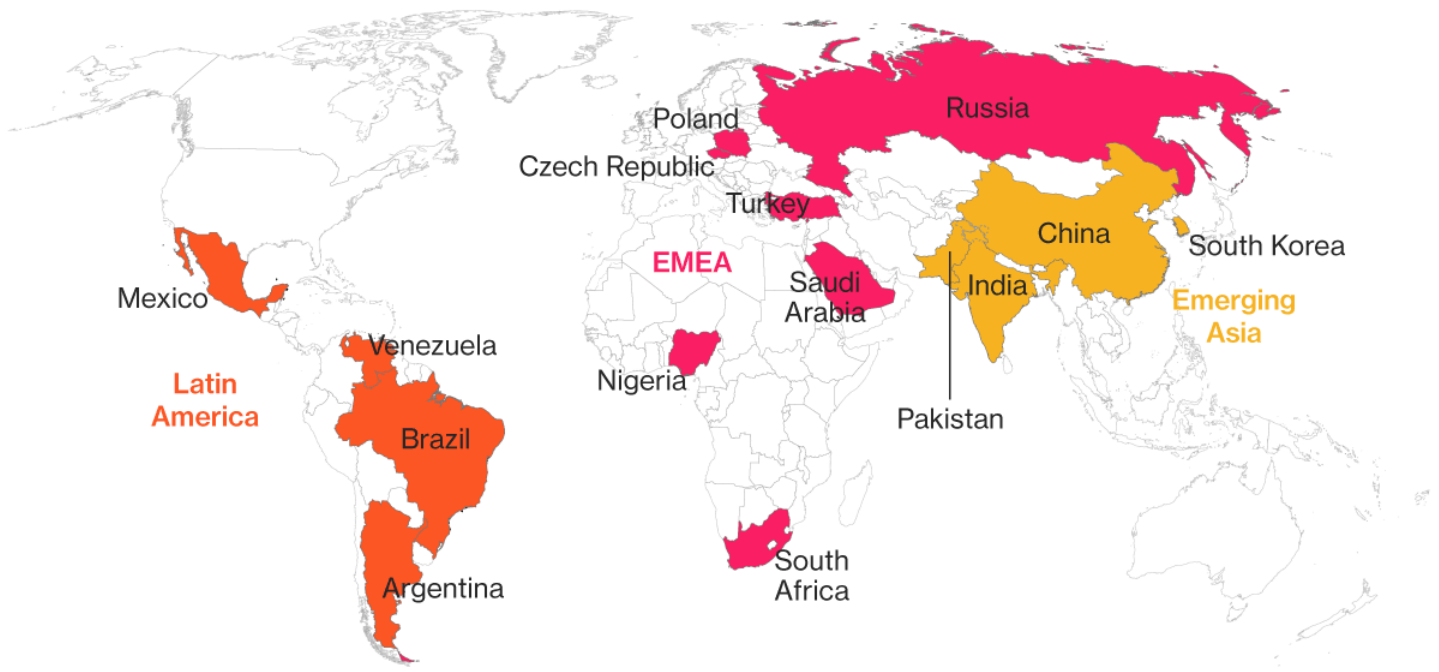 Russia
Poland
Czech Republic
Turkey
China
South Korea
EMEA
Saudi
Arabia
India
Mexico
Emerging
Asia
Venezuela
Nigeria
Latin
America
Pakistan
Brazil
South
Africa
Argentina